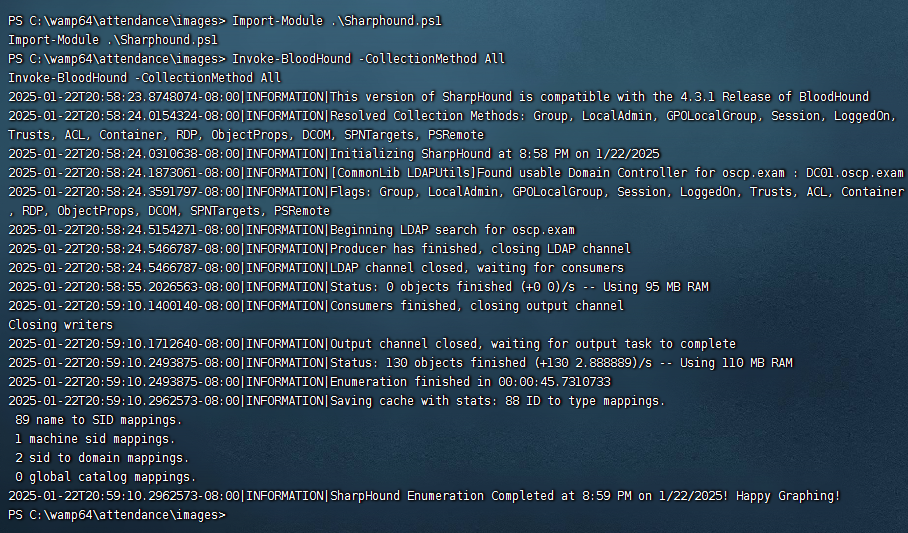 PS C:\wamp64\attendance\images> Import-Module .\Sharphound.ps1
Import-Module .\Sharphound.ps1
PS C:\wamp64\attendance\images> Invoke-BloodHound -CollectionMethod All
Invoke-BloodHound -CollectionMethod All
2025-01-22T20:58:23.8748074-08:00|INFORMATION|This version of SharpHound is compatible with the 4.3.1 Release of BloodHound
2025-01-22T20:58:24.0154324-08:00|INFORMATION|Resolved Collection Methods: Group, LocalAdmin, GPOLocalGroup, Session, LoggedOn,
Trusts, ACL, Container, RDP, ObjectProps, DCOM, SPNTargets, PSRemote
2025-01-22T20:58:24.0310638-08:00|INFORMATION|Initializing SharpHound at 8:58 PM on 1/22/2025
2025-01-22T20:58:24.1873061-08:00|INFORMATION|[CommonLib LDAPUtils]Found usable Domain Controller for oscp.exam : DC01.oscp.exam
2025-01-22T20:58:24.3591797-08:00|INFORMATION|Flags: Group, LocalAdmin, GPOLocalGroup, Session, LoggedOn, Trusts, ACL, Container
, RDP, ObjectProps, DCOM, SPNTargets, PSRemote
2025-01-22T20:58:24.5154271-08:00|INFORMATION|Beginning LDAP search for oscp.exam
2025-01-22T20:58:24.5466787-08:00|INFORMATION|Producer has finished, closing LDAP channel
2025-01-22T20:58:24.5466787-08:00|INFORMATION|LDAP channel closed, waiting for consumers
2025-01-22T20:58:55.2026563-08:00|INFORMATION|Status: 0 objects finished (+0 0)/s -- Using 95 MB RAM
2025-01-22T20:59:10.1400140-08:00|INFORMATION|Consumers finished, closing output channel
Closing writers
2025-01-22T20:59:10.1712640-08:00|INFORMATION|Output channel closed, waiting for output task to complete
2025-01-22T20:59:10.2493875-08:00|INFORMATION|Status: 130 objects finished (+130 2.888889)/s -- Using 110 MB RAM
2025-01-22T20:59:10.2493875-08:00|INFORMATION|Enumeration finished in 00:00:45.7310733
2025-01-22T20:59:10.2962573-08:00|INFORMATION|Saving cache with stats: 88 ID to type mappings.
89 name to SID mappings.
1 machine sid mappings.
2 sid to domain mappings.
0 global catalog mappings.
2025-01-22T20:59:10.2962573-08:00|INFORMATION|SharpHound Enumeration Completed at 8:59 PM on 1/22/2025! Happy Graphing!
PS C:\wamp64\attendance\images>